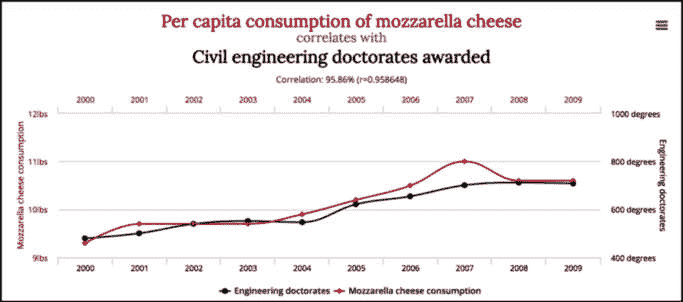 Per capita consumption of mozzarella cheese
correlates with
Civil engineering doctorates awarded
Correlation: 95.86% (r=0.958648)
2000 2001 2002 2003 2004 2005 2006 2007 2008 2009
Mozzarella cheese consumption
12lbs
11lbs
10lbs
9lbs
1000 degrees
800 degrees
600 degrees
400 degrees
Engineering doctorates
2000 2001 2002 2003 2004 2005 2006 2007 2008 2009
Engineering doctorates Mozzarella cheese consumption